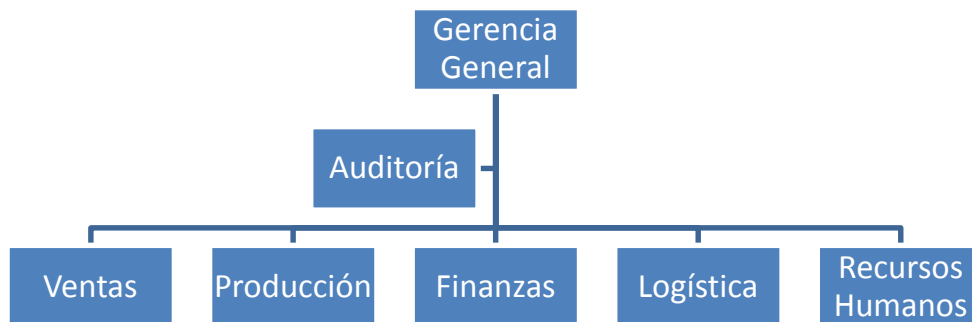 Gerencia
General
Auditoría
Ventas
Producción
Finanzas
Logística
Recursos
Humanos